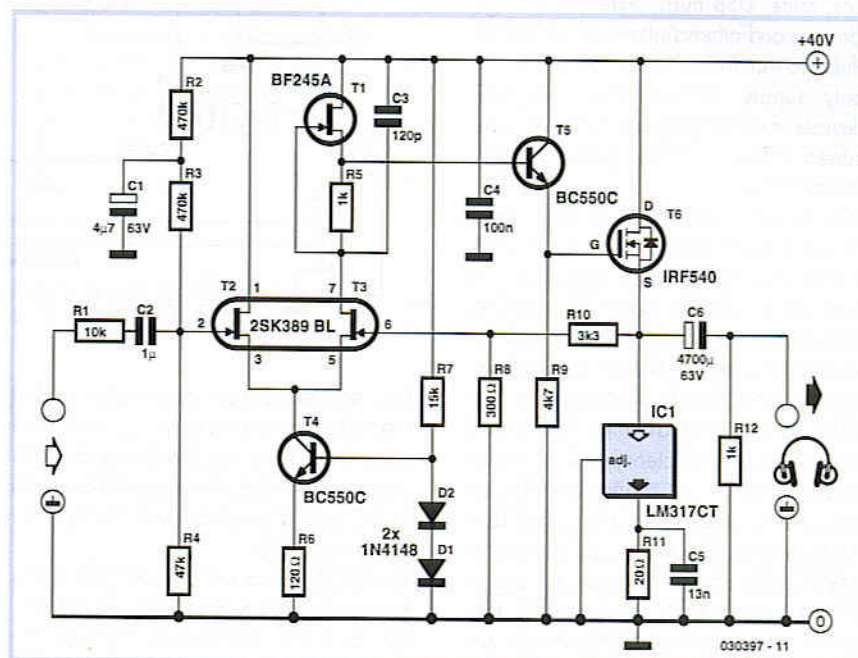 +40V
+
R2
470k
BF245A
T1
C3
120p
T5
BC550C
R3
470k
C1
4µ7
63V
R5
1k
C4
100n
D
T6
G
IRF540
S
T2
1
7
T3
R1
10k
C2
1µ
2
2SK389 BL
6
3
5
R10
3k3
C6
4700µ
63V
R7
15k
R8
300Ω
R9
4k7
T4
BC550C
IC1
adj.
LM317CT
R12
1k
D2
2x
1N4148
D1
R4
47k
R6
120Ω
R11
20Ω
C5
13n
0
030397 - 11